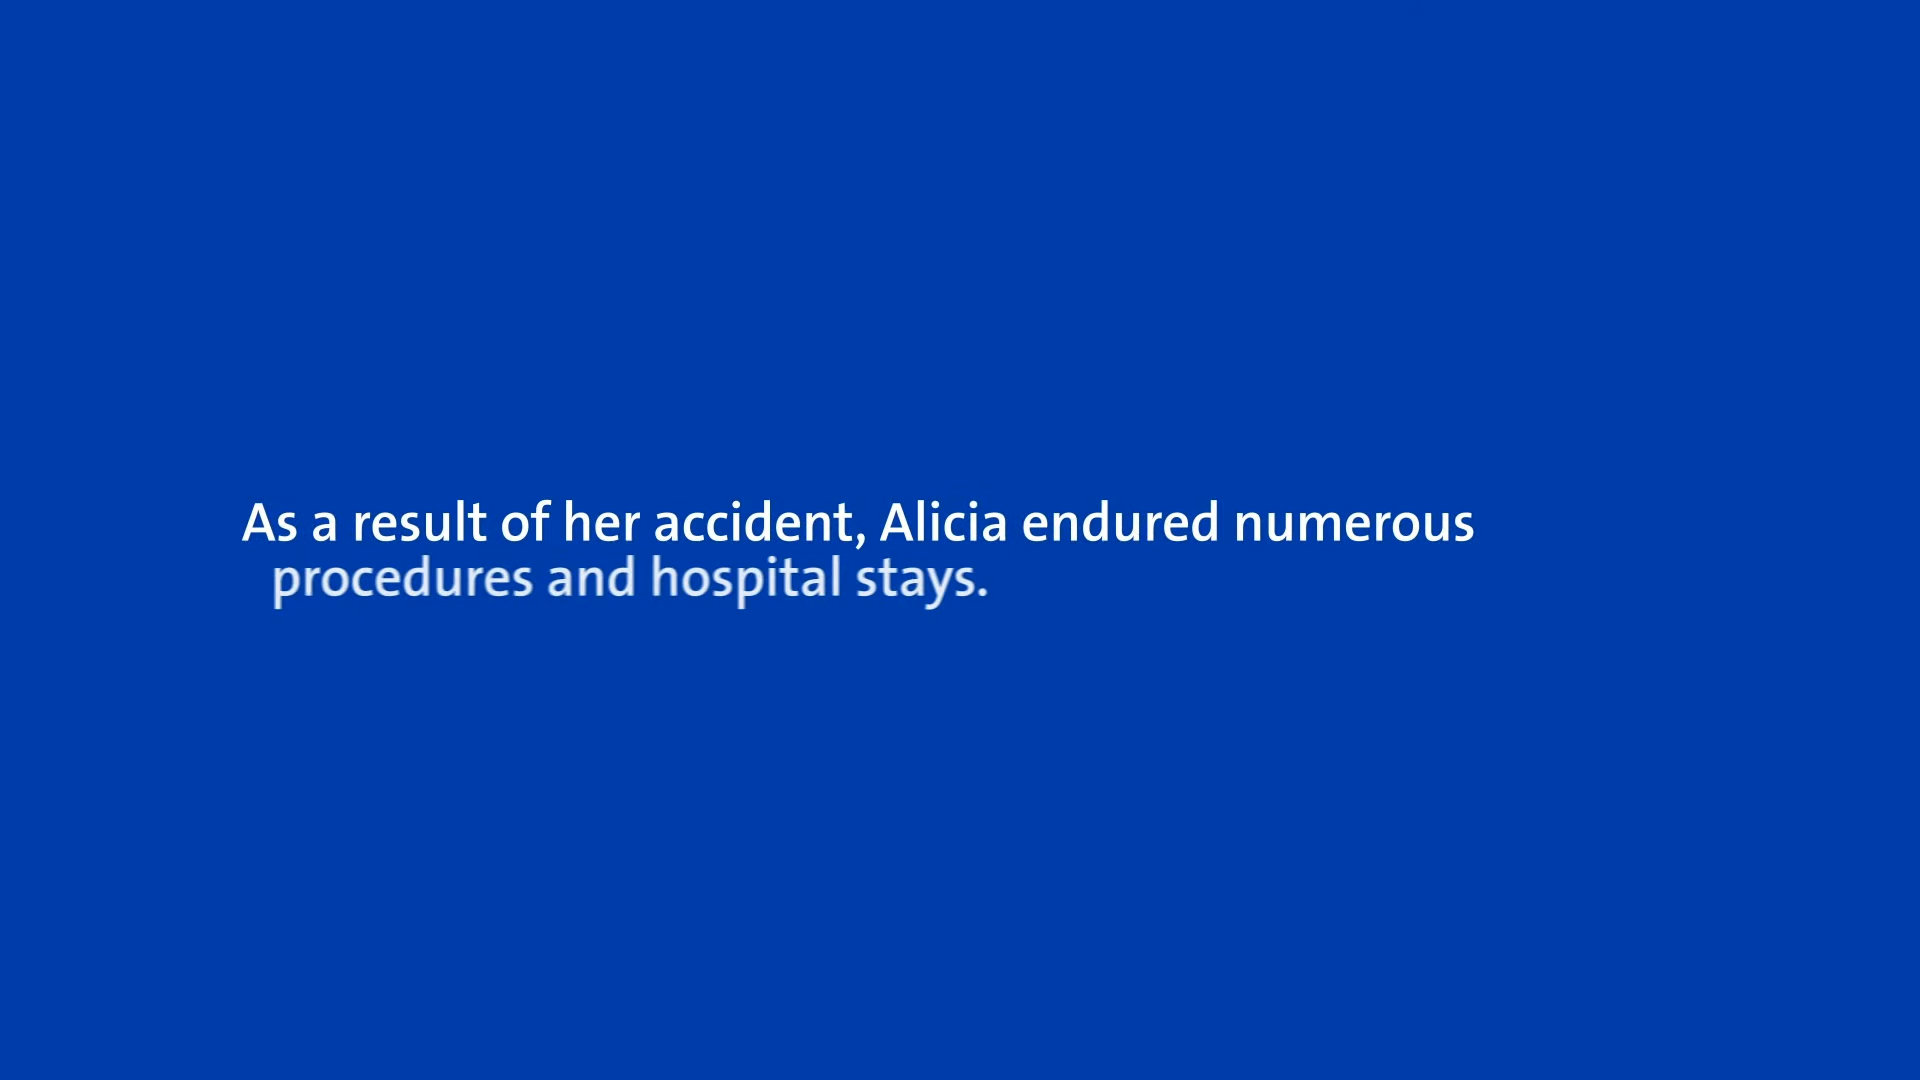 As a result of her accident, Alicia endured numerous
procedures and hospital stays.